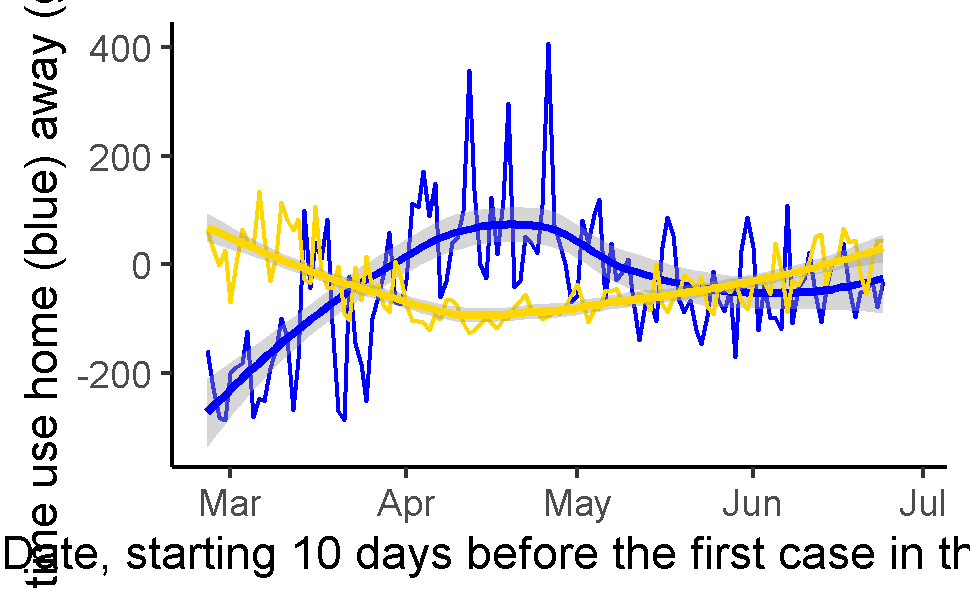 time use home (blue) away (
400
200
0
-200
Mar Apr May Jun Jul
Date, starting 10 days before the first case in th